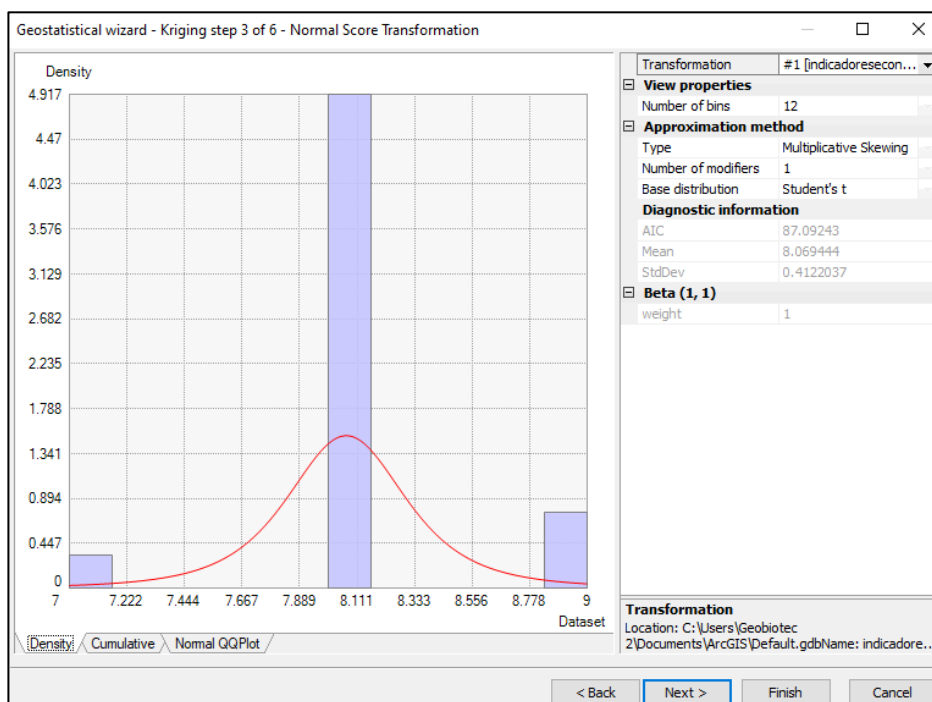 Geostatistical wizard - Kriging step 3 of 6 - Normal Score Transformation
Density
4.917
4.47
4.023
3.576
3.129
2.682
2.235
1.788
1.341
0.894
0.447
0
7 7.222 7.444 7.667 7.889 8.111 8.333 8.556 8.778 9
Dataset
Density Cumulative Normal QQPlot
Transformation #1 [indicadoresecon...
View properties
Number of bins 12
Approximation method
Type Multiplicative Skewing
Number of modifiers 1
Base distribution Student's t
Diagnostic information
AIC 87.09243
Mean 8.069444
StdDev 0.4122037
Beta (1, 1)
weight 1
Transformation
Location: C:\Users\Geobiotec
2\Documents\ArcGIS\Default.gdbName: indicadore...
< Back Next > Finish Cancel